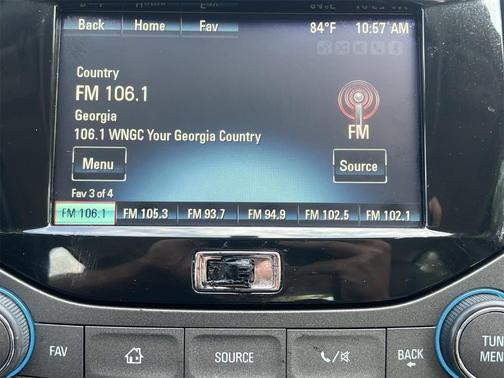 Back Home Fav 84°F 10:57 AM
Country
FM 106.1
Georgia
106.1 WNGC Your Georgia Country
FM
Menu Source
Fav 3 of 4
FM 106.1 FM 105.3 FM 93.7 FM 94.9 FM 102.5 FM 102.1
FAV SOURCE BACK TUNE
MENU